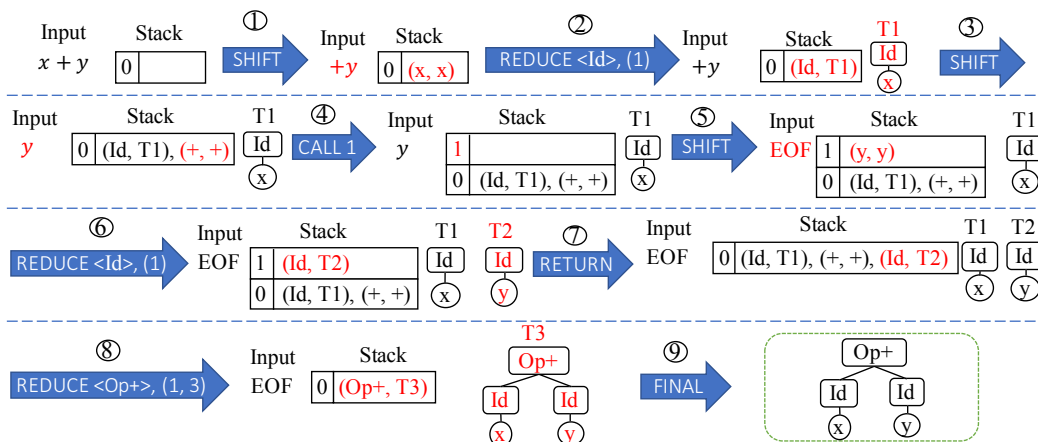 ① ② T1 ③
Input Stack Input Stack Input Stack Id
x + y 0 SHIFT +y 0 (x, x) REDUCE <Id>, (1) +y 0 (Id, T1) x SHIFT
Input Stack T1 ④ Input Stack T1 ⑤ Input Stack T1
y 0 (Id, T1), (+, +) Id CALL 1 y 1 Id SHIFT EOF 1 (y, y) Id
x 0 (Id, T1), (+, +) x 0 (Id, T1), (+, +) x
⑥ Input Stack T1 T2 ⑦ Input Stack T1 T2
REDUCE <Id>, (1) EOF 1 (Id, T2) Id Id RETURN EOF 0 (Id, T1), (+, +), (Id, T2) Id Id
0 (Id, T1), (+, +) x y x y
⑧ Input Stack T3 ⑨
REDUCE <Op+>, (1, 3) EOF 0 (Op+, T3) Op+ FINAL Op+
Id Id Id Id
x y x y